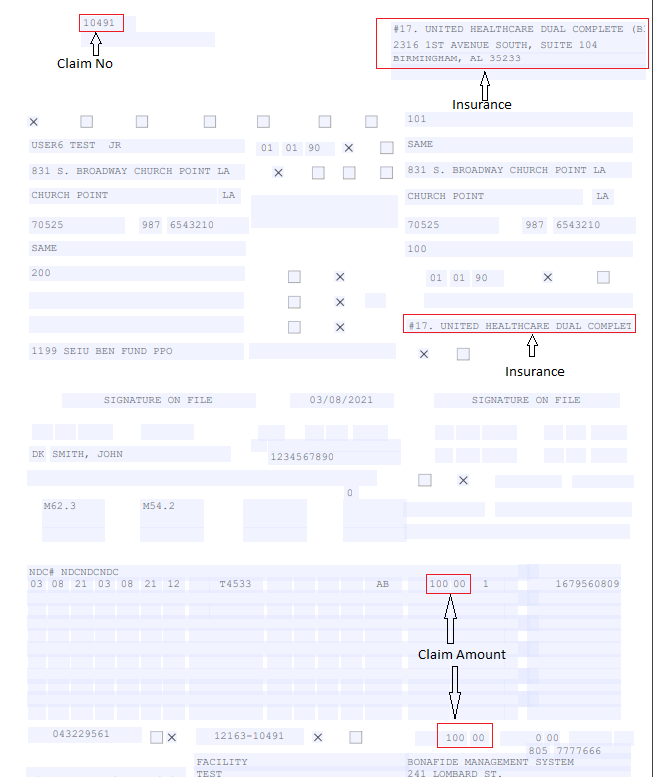 10491
#17. UNITED HEALTHCARE DUAL COMPLETE (B
2316 1ST AVENUE SOUTH, SUITE 104
BIRMINGHAM, AL 35233
Claim No
Insurance
101
USER6 TEST JR 01 01 90 SAME
831 S. BROADWAY CHURCH POINT LA 831 S. BROADWAY CHURCH POINT LA
CHURCH POINT LA CHURCH POINT LA
70525 987 6543210 70525 987 6543210
SAME 100
200 01 01 90
#17. UNITED HEALTHCARE DUAL COMPLET
1199 SEIU BEN FUND PPO
Insurance
SIGNATURE ON FILE 03/08/2021 SIGNATURE ON FILE
DK SMITH, JOHN 1234567890
0
M62.3 M54.2
NDC# NDCNDCNDC
03 08 21 03 08 21 12 T4533 AB 100 00 1 1679560809
Claim Amount
043229561 12163-10491 100 00 0 00
805 7777666
FACILITY BONAFIDE MANAGEMENT SYSTEM
TEST 241 LOMBARD ST.